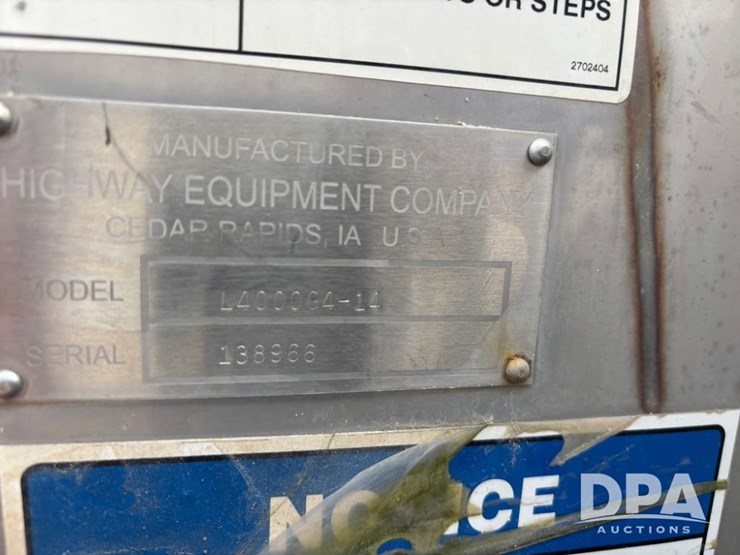 OR STEPS
2702404
MANUFACTURED BY
HIGHWAY EQUIPMENT COMPANY
CEDAR RAPIDS, IA U.S.A.
MODEL L4000G4-14
SERIAL 138966
NOTICE
DPA
AUCTIONS